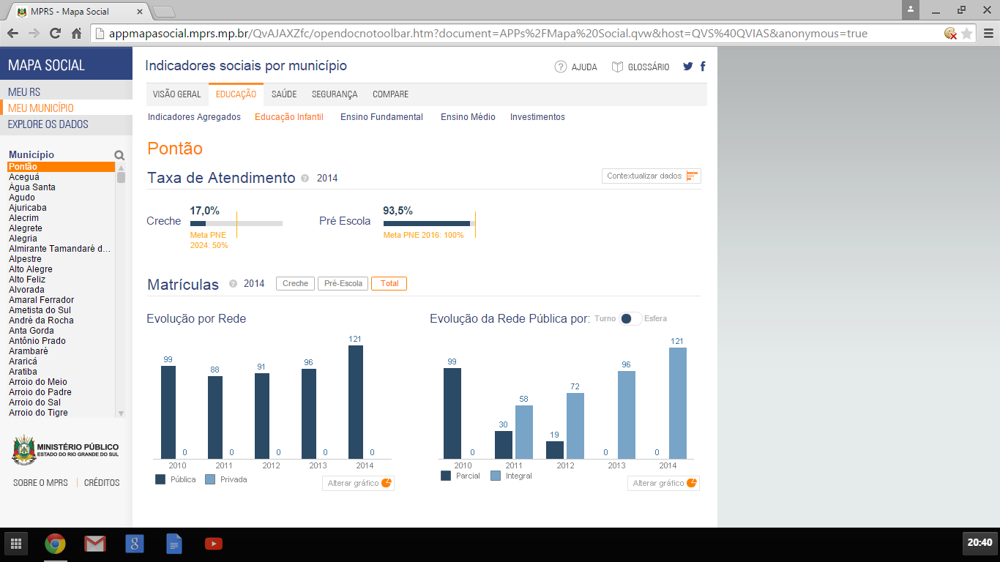 MPRS - Mapa Social
appmapasocial.mprs.mp.br/QvAJAXZfc/opendocnotoolbar.htm?document=APPs%2FMapa%20Social.qvw&host=QVS%40QVIAS&anonymous=true
MAPA SOCIAL
MEU RS
MEU MUNICÍPIO
EXPLORE OS DADOS
Município
Pontão
Aceguá
Água Santa
Agudo
Ajuricaba
Alecrim
Alegrete
Alegria
Almirante Tamandaré d...
Alpestre
Alto Alegre
Alto Feliz
Alvorada
Amaral Ferrador
Ametista do Sul
André da Rocha
Anta Gorda
Antônio Prado
Arambaré
Araricá
Aratiba
Arroio do Meio
Arroio do Padre
Arroio do Sal
Arroio do Tigre
MINISTÉRIO PÚBLICO
ESTADO DO RIO GRANDE DO SUL
SOBRE O MPRS CRÉDITOS
Indicadores sociais por município
AJUDA GLOSSÁRIO
VISÃO GERAL EDUCAÇÃO SAÚDE SEGURANÇA COMPARE
Indicadores Agregados Educação Infantil Ensino Fundamental Ensino Médio Investimentos
Pontão
Taxa de Atendimento ? 2014
Contextualizar dados
Creche 17,0%
Meta PNE
2024: 50%
Pré Escola 93,5%
Meta PNE 2016: 100%
Matrículas ? 2014 Creche Pré-Escola Total
Evolução por Rede
99 0 88 0 91 0 96 0 121 0
2010 2011 2012 2013 2014
Pública Privada
Alterar gráfico
Evolução da Rede Pública por: Turno Esfera
99 0 30 58 19 72 0 96 0 121
2010 2011 2012 2013 2014
Parcial Integral
Alterar gráfico
20:40